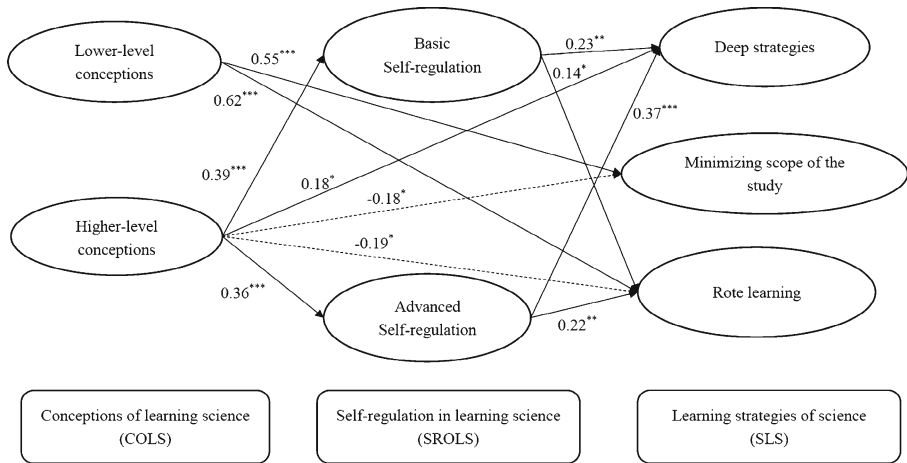 Lower-level
conceptions
Basic
Self-regulation
Deep strategies
0.55***
0.23**
0.14*
0.62***
0.37***
0.39***
0.18*
-0.18*
Minimizing scope of the
study
Higher-level
conceptions
-0.19*
0.36***
Advanced
Self-regulation
0.22**
Rote learning
Conceptions of learning science
(COLS)
Self-regulation in learning science
(SROLS)
Learning strategies of science
(SLS)